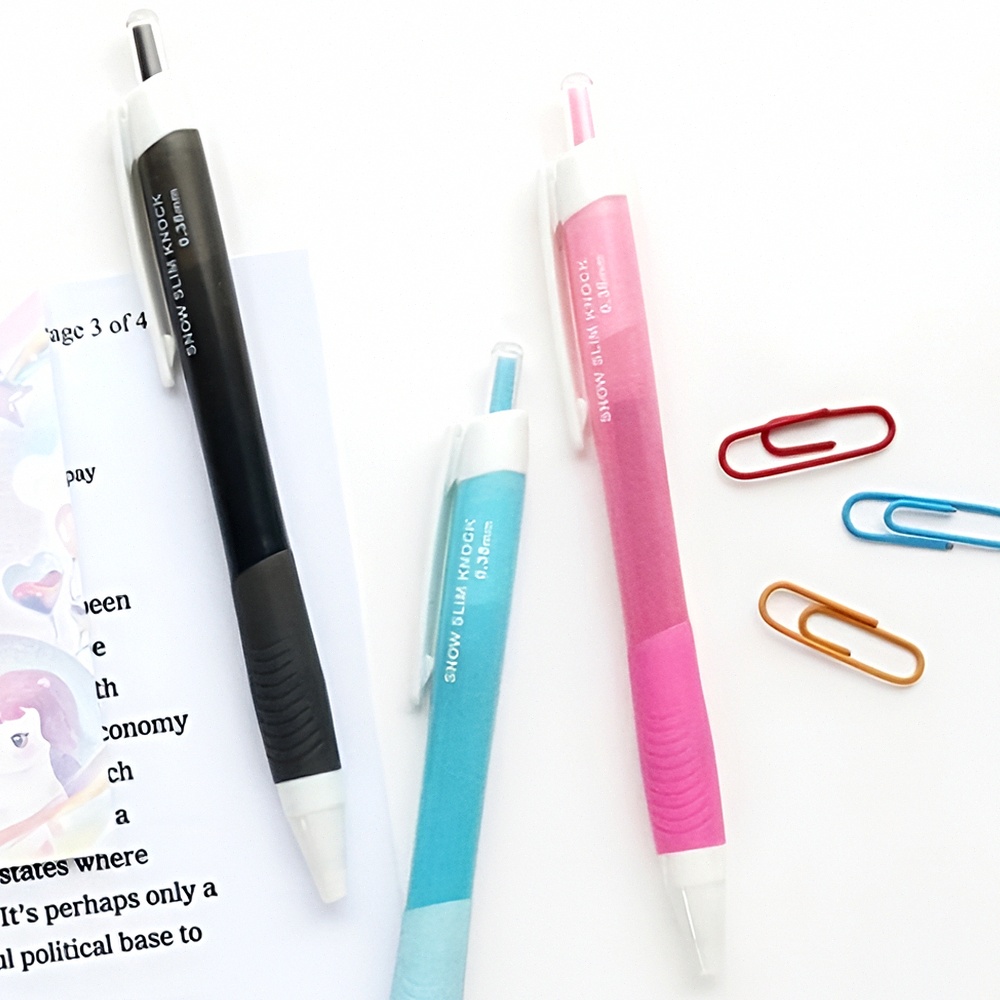 SNOW SLIM KNOCK
0.38mm
SNOW SLIM KNOCK
0.38mm
SNOW SLIM KNOCK
0.38mm
age 3 of 4
pay
been
e
th
conomy
ch
a
states where
It's perhaps only a
ul political base to